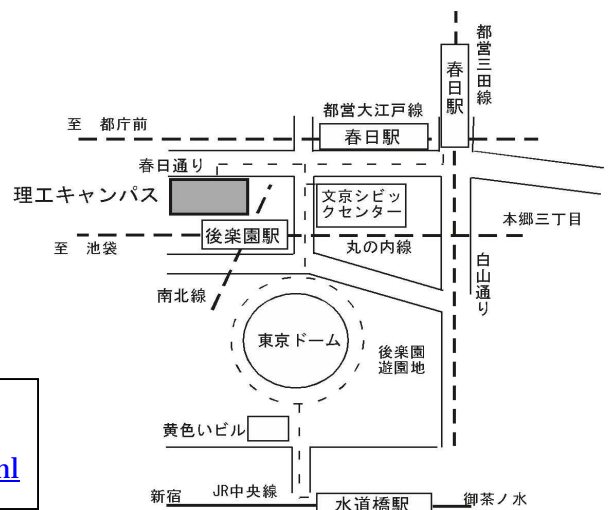 都営三田線
春日駅
都営大江戸線
至 都庁前
春日駅
春日通り
理工キャンパス
文京シビッ
クセンター
本郷三丁目
後楽園駅
至 池袋
丸の内線
白山通り
南北線
東京ドーム
後楽園
遊園地
黄色いビル
ml
JR中央線
新宿
水道橋駅
御茶ノ水